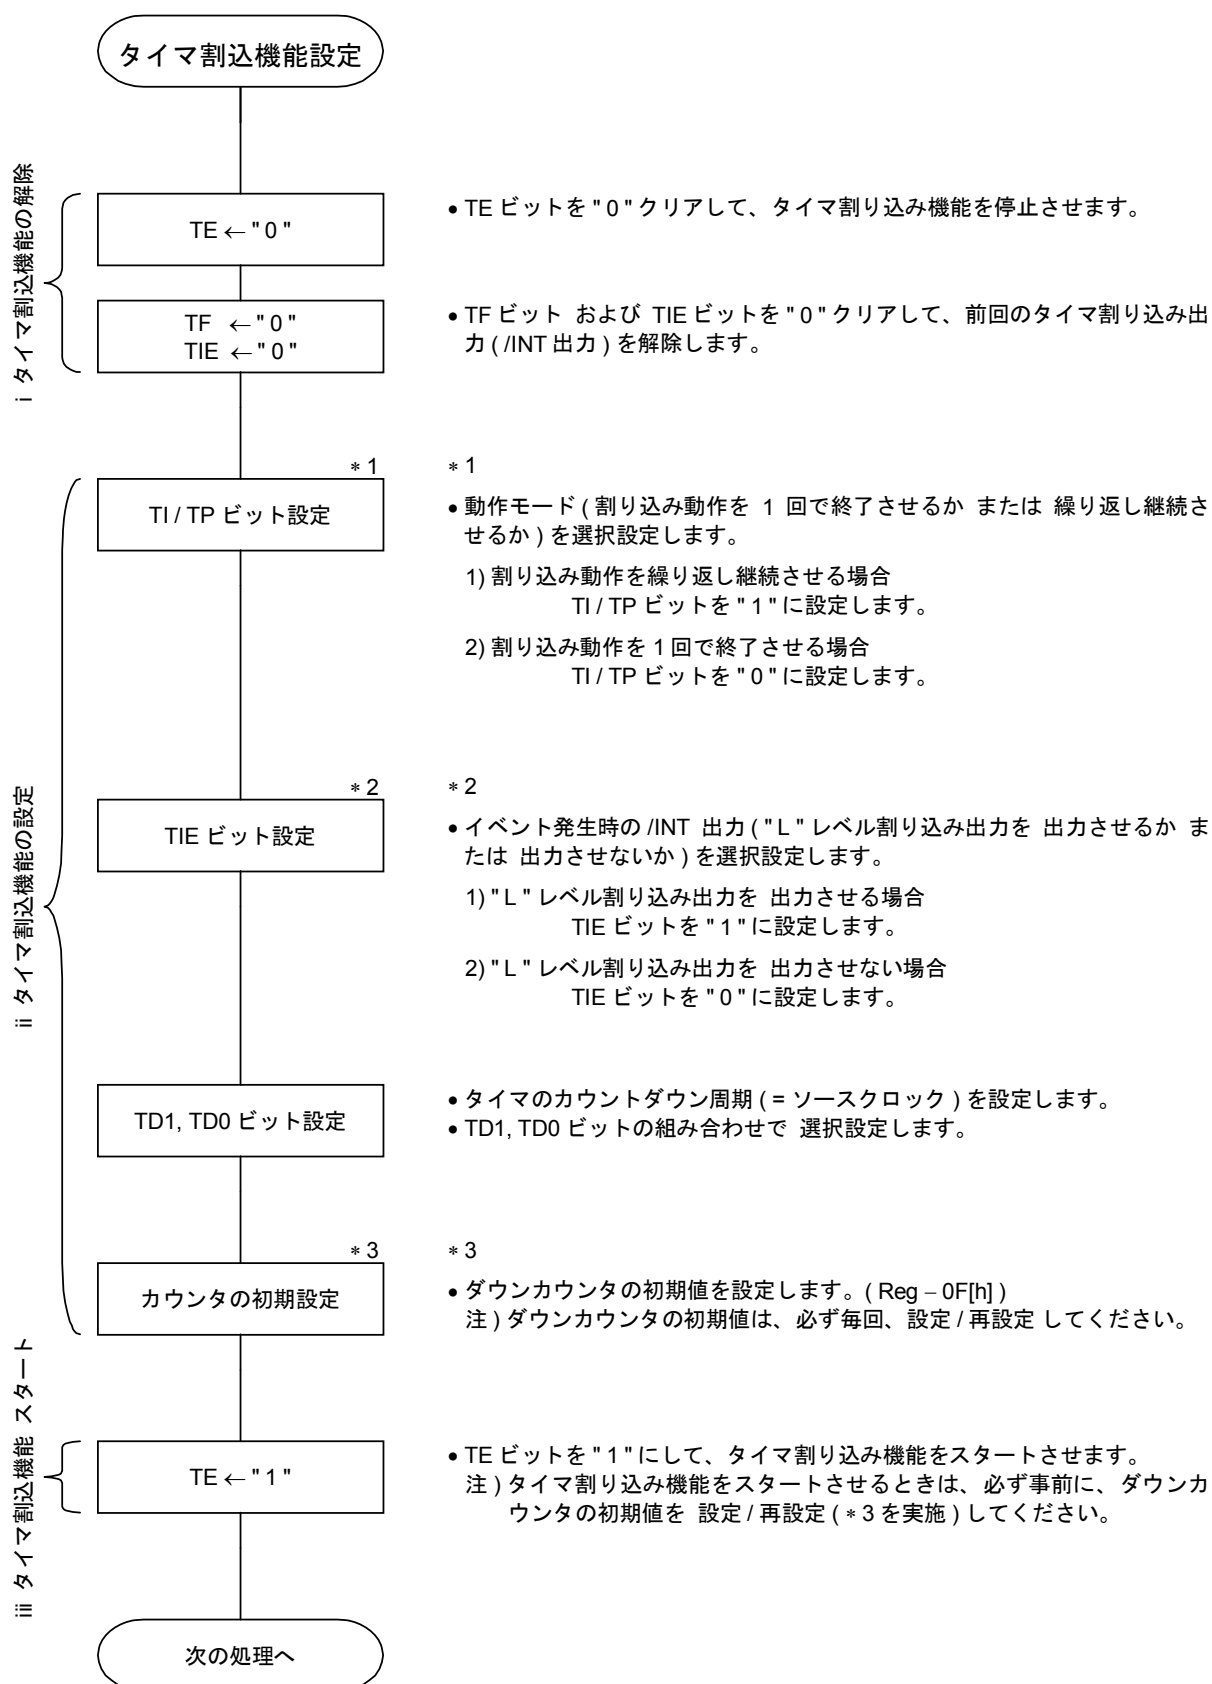 タイマ割込機能設定
i タイマ割込機能の解除
TE ← " 0 "
• TE ビットを " 0 " クリアして、タイマ割り込み機能を停止させます。
TF ← " 0 "
TIE ← " 0 "
• TF ビット および TIE ビットを " 0 " クリアして、前回のタイマ割り込み出
力 ( /INT 出力 ) を解除します。
ii タイマ割込機能の設定
* 1
TI / TP ビット設定
* 1
• 動作モード ( 割り込み動作を 1 回で終了させるか または 繰り返し継続さ
せるか ) を選択設定します。
1) 割り込み動作を繰り返し継続させる場合
TI / TP ビットを " 1 " に設定します。
2) 割り込み動作を 1 回で終了させる場合
TI / TP ビットを " 0 " に設定します。
* 2
TIE ビット設定
* 2
• イベント発生時の /INT 出力 ( " L " レベル割り込み出力を 出力させるか ま
たは 出力させないか ) を選択設定します。
1) " L " レベル割り込み出力を 出力させる場合
TIE ビットを " 1 " に設定します。
2) " L " レベル割り込み出力を 出力させない場合
TIE ビットを " 0 " に設定します。
TD1, TD0 ビット設定
• タイマのカウントダウン周期 ( = ソースクロック ) を設定します。
• TD1, TD0 ビットの組み合わせで 選択設定します。
* 3
カウンタの初期設定
* 3
• ダウンカウンタの初期値を設定します。( Reg – 0F[h] )
注 ) ダウンカウンタの初期値は、必ず毎回、設定 / 再設定 してください。
iii タイマ割込機能 スタート
TE ← " 1 "
• TE ビットを " 1 " にして、タイマ割り込み機能をスタートさせます。
注 ) タイマ割り込み機能をスタートさせるときは、必ず事前に、ダウンカ
ウンタの初期値を 設定 / 再設定 ( * 3 を実施 ) してください。
次の処理へ